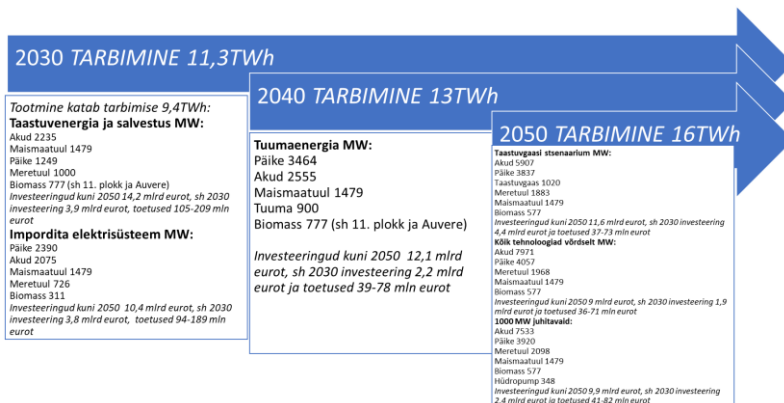 2030 TARBIMINE 11,3TWh
Tootmine katab tarbimise 9,4TWh:
Taastuvenergia ja salvestus MW:
Akud 2235
Maismaatuul 1479
Päike 1249
Meretuul 1000
Biomass 777 (sh 11. plokk ja Auvere)
Investeeringud kuni 2050 14,2 mlrd eurot, sh 2030
investeering 3,9 mlrd eurot, toetused 105-209 mln
eurot
Impordita elektrisüsteem MW:
Päike 2390
Akud 2075
Maismaatuul 1479
Meretuul 726
Biomass 311
Investeeringud kuni 2050 10,4 mlrd eurot, sh 2030
investeering 3,8 mlrd eurot, toetused 94-189 mln
eurot
2040 TARBIMINE 13TWh
Tuumaenergia MW:
Päike 3464
Akud 2555
Maismaatuul 1479
Tuuma 900
Biomass 777 (sh 11. plokk ja Auvere)
Investeeringud kuni 2050 12,1 mlrd
eurot, sh 2030 investeering 2,2 mlrd
eurot ja toetused 39-78 mln eurot
2050 TARBIMINE 16TWh
Taastuvgaasi stsenaarium MW:
Akud 5907
Päike 3837
Taastuvgaas 1020
Meretuul 1883
Maismaatuul 1479
Biomass 577
Investeeringud kuni 2050 11,6 mlrd eurot, sh 2030 investeering
4,4 mlrd eurot ja toetused 37-73 mln eurot
Kõik tehnoloogiad võrdselt MW:
Akud 7971
Päike 4057
Meretuul 1968
Maismaatuul 1479
Biomass 577
Investeeringud kuni 2050 9 mlrd eurot, sh 2030 investeering 1,9
mlrd eurot ja toetused 36-71 mln eurot
1000 MW juhitavaid:
Akud 7533
Päike 3920
Meretuul 2098
Maismaatuul 1479
Biomass 577
Hüdropump 348
Investeeringud kuni 2050 9,9 mlrd eurot, sh 2030 investeering
2,4 mlrd eurot ja toetused 41-82 mln eurot